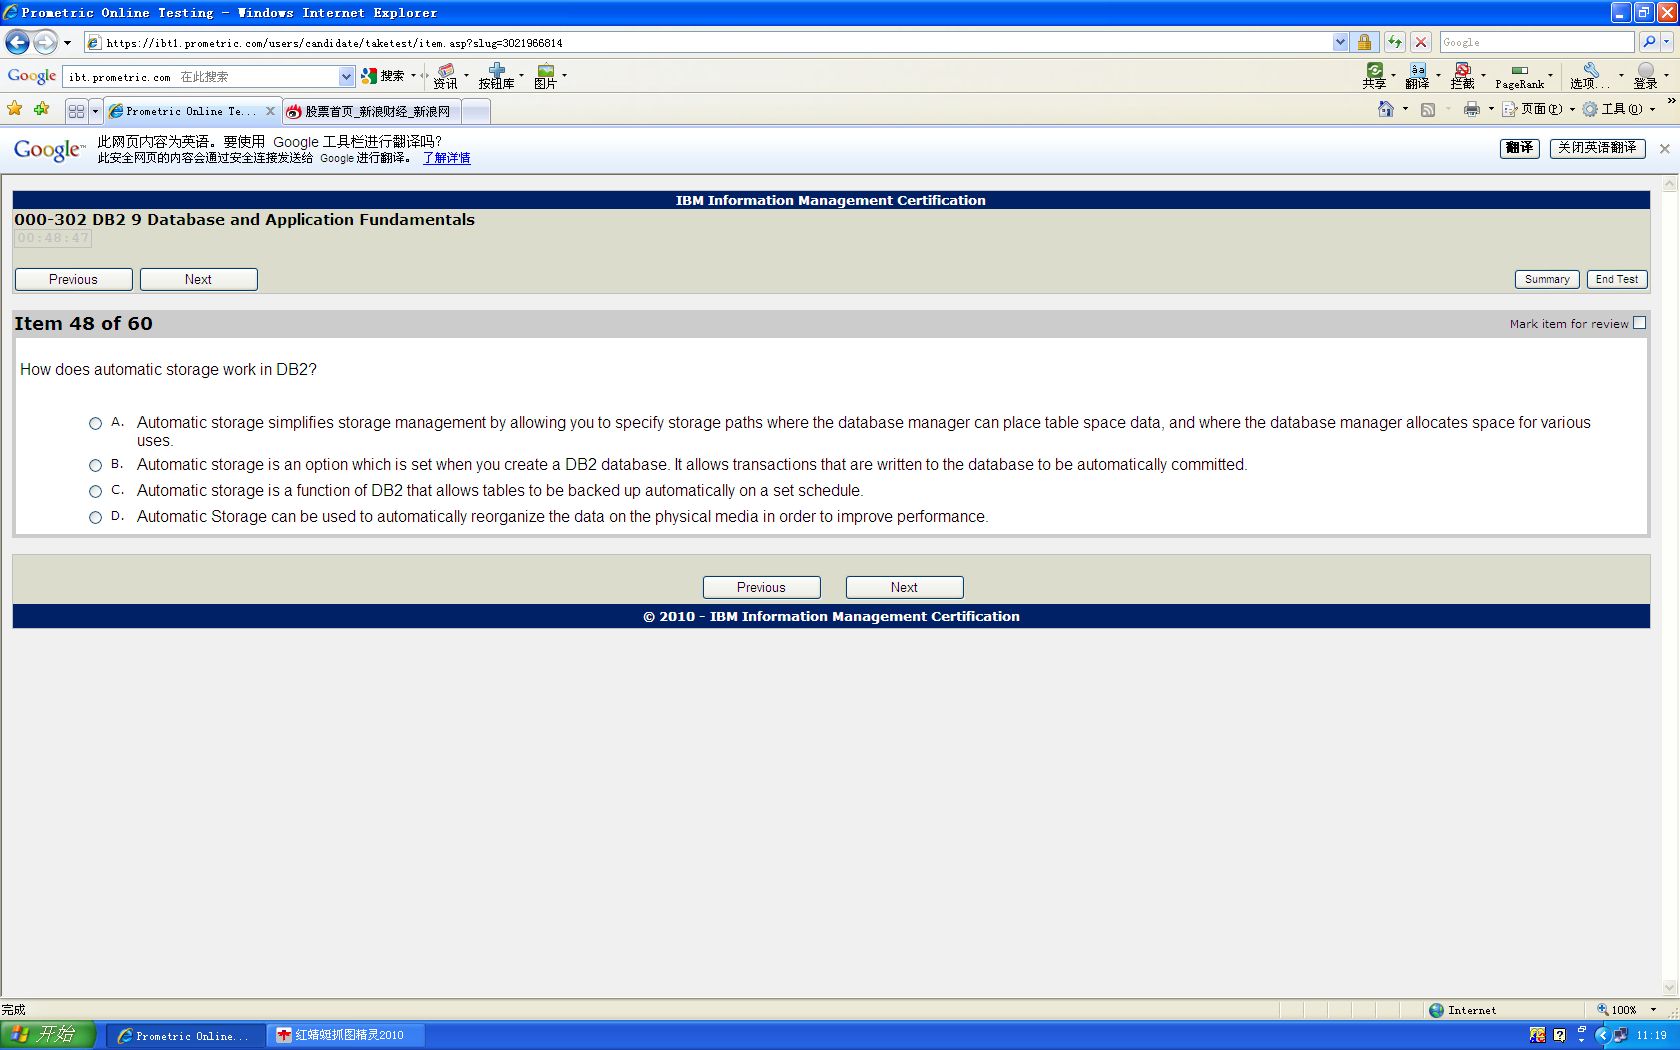 Prometric Online Testing - Windows Internet Explorer
https://ibt1.prometric.com/users/candidate/taketest/item.asp?slug=3021966814
Google
Google
ibt.prometric.com 在此搜索
搜索
资讯
按钮库
图片
共享
翻译
拦截
PageRank
选项...
登录
Prometric Online Te...
股票首页_新浪财经_新浪网
页面(P)
工具(O)
»
Google™
此网页内容为英语。要使用 Google 工具栏进行翻译吗?
此安全网页的内容会通过安全连接发送给 Google 进行翻译。 了解详情
翻译
关闭英语翻译
IBM Information Management Certification
000-302 DB2 9 Database and Application Fundamentals
00:48:47
Previous
Next
Summary
End Test
Item 48 of 60
Mark item for review
How does automatic storage work in DB2?
A. Automatic storage simplifies storage management by allowing you to specify storage paths where the database manager can place table space data, and where the database manager allocates space for various
uses.
B. Automatic storage is an option which is set when you create a DB2 database. It allows transactions that are written to the database to be automatically committed.
C. Automatic storage is a function of DB2 that allows tables to be backed up automatically on a set schedule.
D. Automatic Storage can be used to automatically reorganize the data on the physical media in order to improve performance.
Previous
Next
© 2010 - IBM Information Management Certification
完成
Internet
100%
开始
Prometric Online...
红蜻蜓抓图精灵2010
11:19